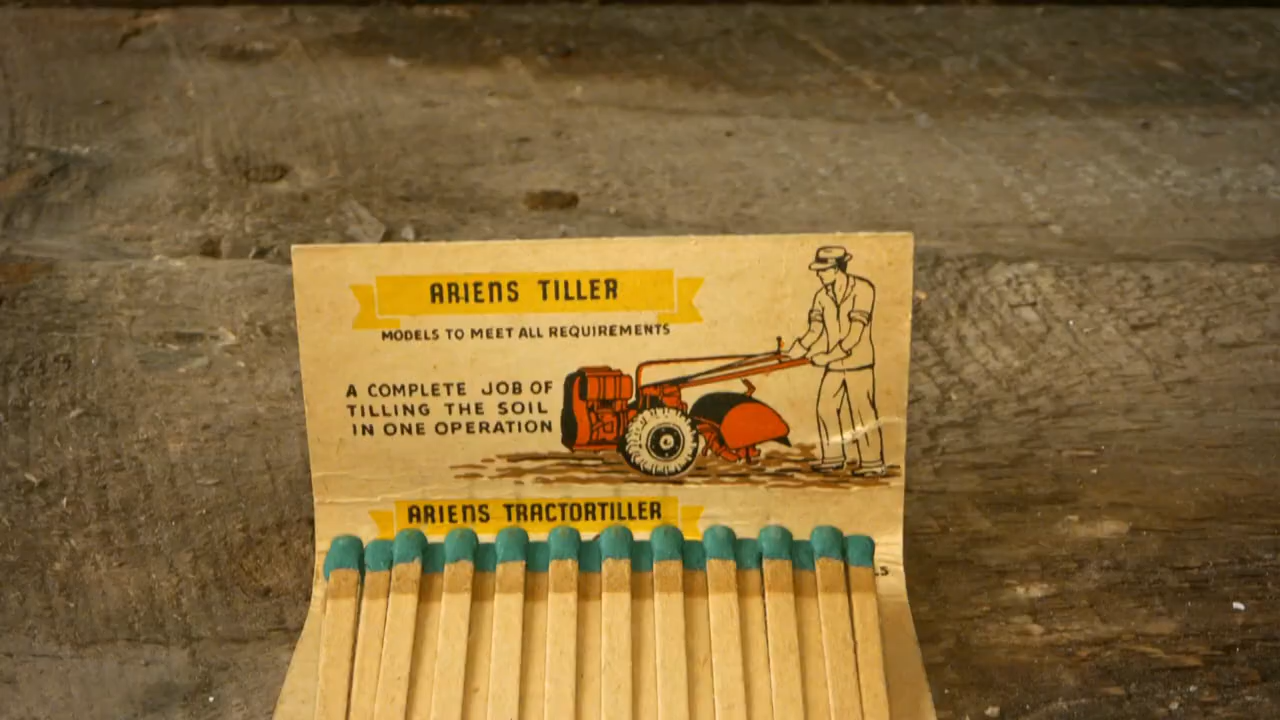 ARIENS TILLER
MODELS TO MEET ALL REQUIREMENTS
A COMPLETE JOB OF
TILLING THE SOIL
IN ONE OPERATION
ARIENS TRACTORTILLER